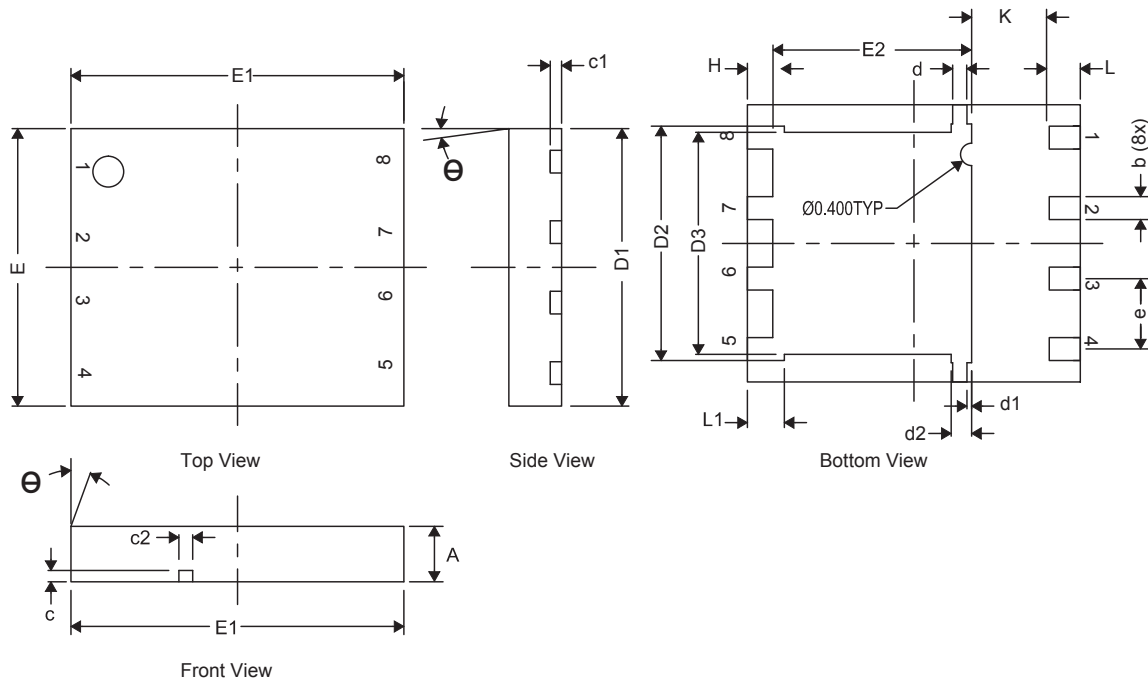 E1
c1
E
1
2
3
4
8
7
6
5
D1
Θ
Top View
Side View
K
E2
H
d
L
8
7
6
5
1
2
3
4
b (8x)
Ø0.400TYP
D2
D3
e
L1
d1
d2
Bottom View
Θ
c2
A
c
E1
Front View